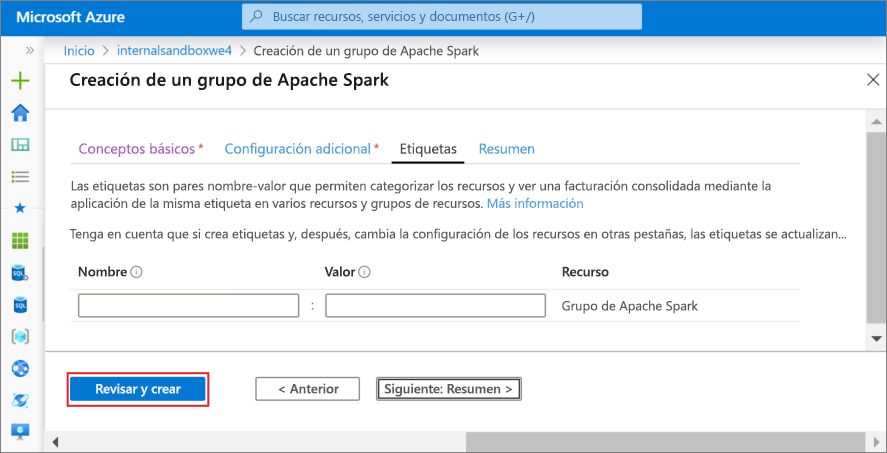 Microsoft Azure
Buscar recursos, servicios y documentos (G+/)
Inicio > internalsandboxwe4 > Creación de un grupo de Apache Spark
Creación de un grupo de Apache Spark
Conceptos básicos * Configuración adicional * Etiquetas Resumen
Las etiquetas son pares nombre-valor que permiten categorizar los recursos y ver una facturación consolidada mediante la
aplicación de la misma etiqueta en varios recursos y grupos de recursos. Más información
Tenga en cuenta que si crea etiquetas y, después, cambia la configuración de los recursos en otras pestañas, las etiquetas se actualizan...
Nombre Valor Recurso
: Grupo de Apache Spark
Revisar y crear < Anterior Siguiente: Resumen >